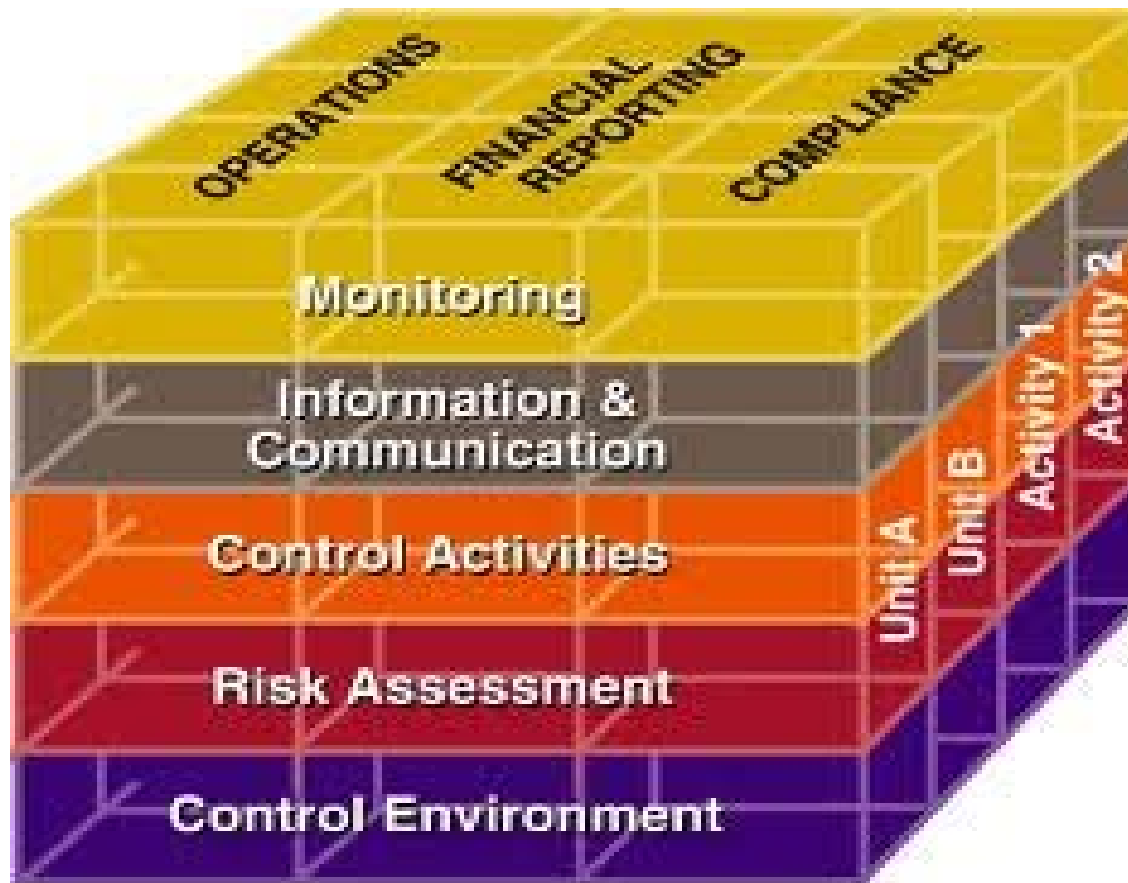 OPERATIONS
FINANCIAL
REPORTING
COMPLIANCE
Monitoring
Information &
Communication
Control Activities
Risk Assessment
Control Environment
Unit A
Unit B
Activity 1
Activity 2